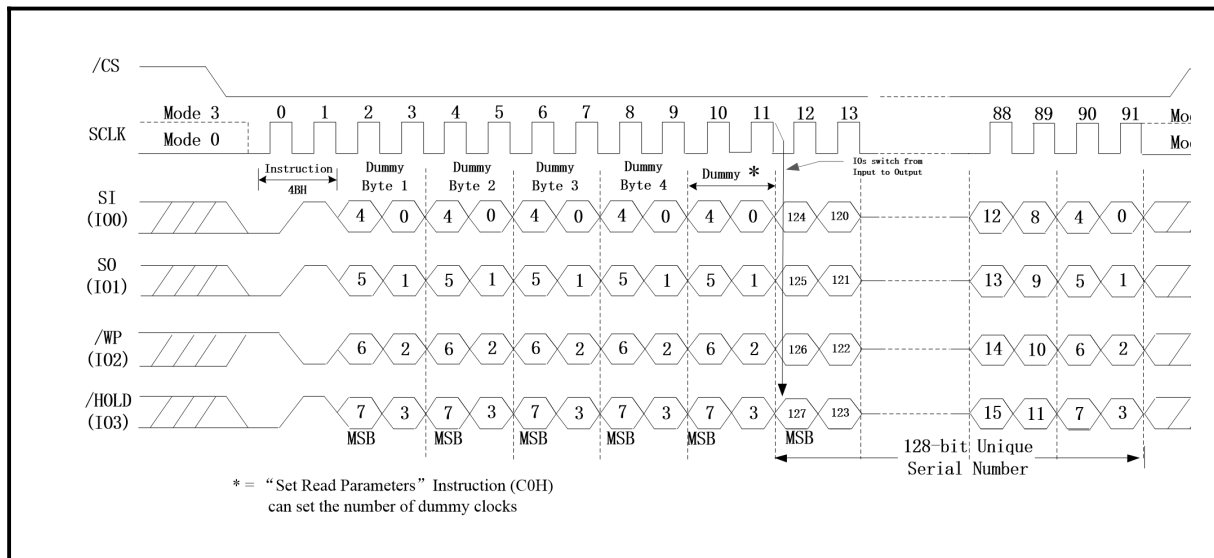 /CS
Mode 3 0 1 2 3 4 5 6 7 8 9 10 11 12 13 88 89 90 91 Mo
SCLK Mode 0 Mo
IOs switch from
Input to Output
Instruction Dummy Dummy Dummy Dummy Dummy *
4BH Byte 1 Byte 2 Byte 3 Byte 4
SI
(IO0) 4 0 4 0 4 0 4 0 4 0 124 120 12 8 4 0
SO
(IO1) 5 1 5 1 5 1 5 1 5 1 125 121 13 9 5 1
/WP
(IO2) 6 2 6 2 6 2 6 2 6 2 126 122 14 10 6 2
/HOLD
(IO3) 7 3 7 3 7 3 7 3 7 3 127 123 15 11 7 3
MSB MSB MSB MSB MSB MSB
128-bit Unique
Serial Number
* = “Set Read Parameters” Instruction (C0H)
can set the number of dummy clocks